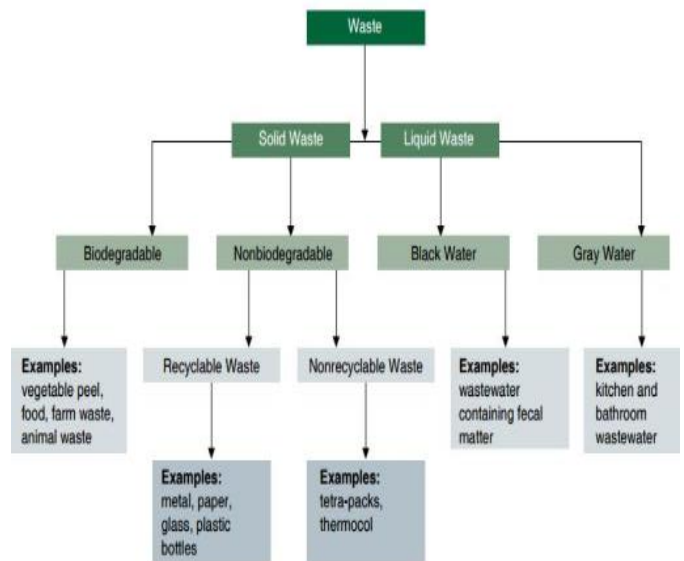 Waste
Solid Waste
Liquid Waste
Biodegradable
Nonbiodegradable
Black Water
Gray Water
Examples:
vegetable peel,
food, farm waste,
animal waste
Recyclable Waste
Nonrecyclable Waste
Examples:
wastewater
containing fecal
matter
Examples:
kitchen and
bathroom
wastewater
Examples:
metal, paper,
glass, plastic
bottles
Examples:
tetra-packs,
thermocol